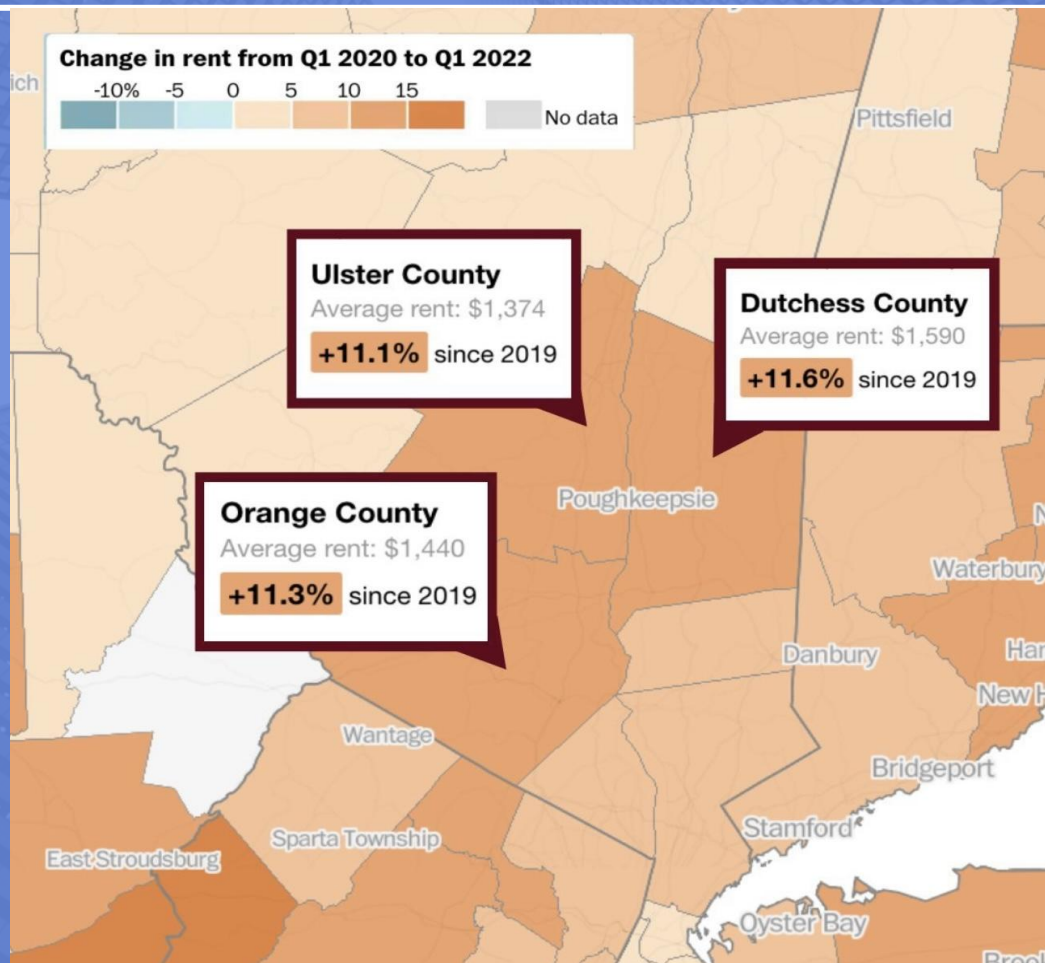 Change in rent from Q1 2020 to Q1 2022
-10% -5 0 5 10 15
No data
ich
Pittsfield
Ulster County
Average rent: $1,374
+11.1% since 2019
Dutchess County
Average rent: $1,590
+11.6% since 2019
Poughkeepsie
Orange County
Average rent: $1,440
+11.3% since 2019
N
Waterbury
Danbury
Har
New H
Wantage
Bridgeport
Stamford
Sparta Township
East Stroudsburg
Oyster Bay
Brook